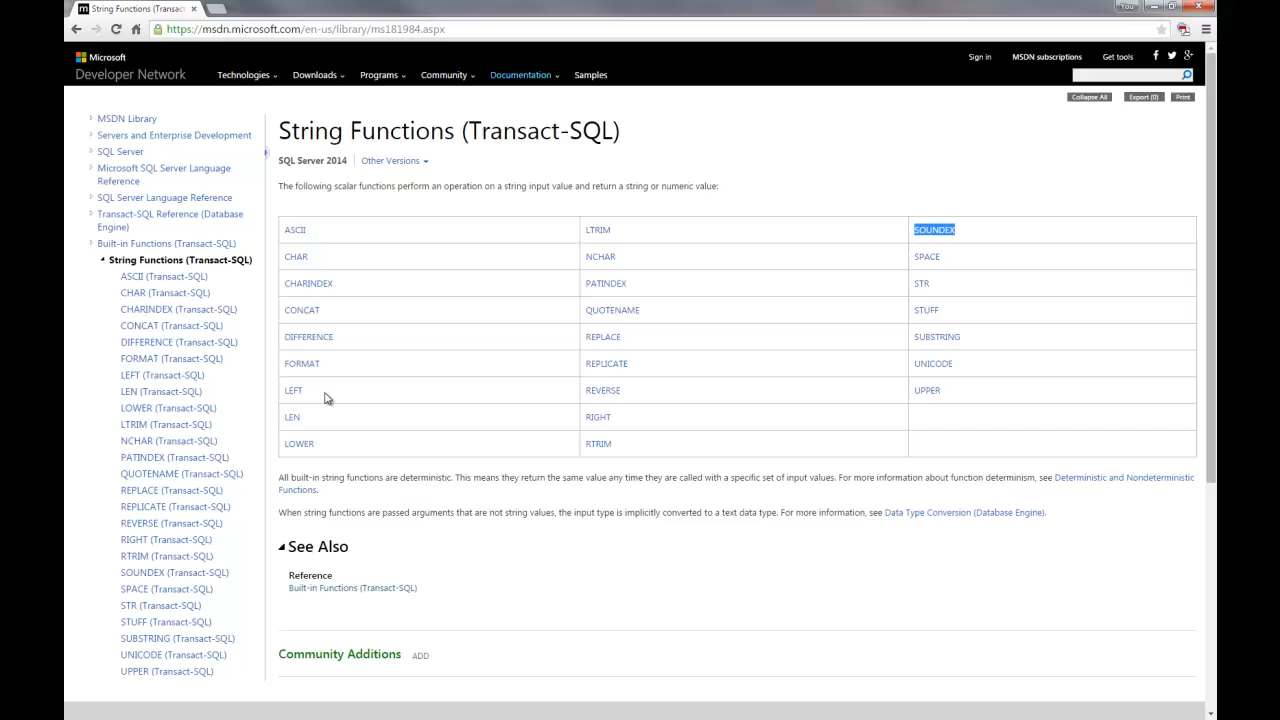 String Functions (Transact ×
You
https://msdn.microsoft.com/en-us/library/ms181984.aspx
Microsoft
Developer Network
Technologies
Downloads
Programs
Community
Documentation
Samples
Sign in
MSDN subscriptions
Get tools
Collapse All
Export (0)
Print
MSDN Library
Servers and Enterprise Development
SQL Server
Microsoft SQL Server Language
Reference
SQL Server Language Reference
Transact-SQL Reference (Database
Engine)
Built-in Functions (Transact-SQL)
String Functions (Transact-SQL)
ASCII (Transact-SQL)
CHAR (Transact-SQL)
CHARINDEX (Transact-SQL)
CONCAT (Transact-SQL)
DIFFERENCE (Transact-SQL)
FORMAT (Transact-SQL)
LEFT (Transact-SQL)
LEN (Transact-SQL)
LOWER (Transact-SQL)
LTRIM (Transact-SQL)
NCHAR (Transact-SQL)
PATINDEX (Transact-SQL)
QUOTENAME (Transact-SQL)
REPLACE (Transact-SQL)
REPLICATE (Transact-SQL)
REVERSE (Transact-SQL)
RIGHT (Transact-SQL)
RTRIM (Transact-SQL)
SOUNDEX (Transact-SQL)
SPACE (Transact-SQL)
STR (Transact-SQL)
STUFF (Transact-SQL)
SUBSTRING (Transact-SQL)
UNICODE (Transact-SQL)
UPPER (Transact-SQL)
String Functions (Transact-SQL)
SQL Server 2014
Other Versions
The following scalar functions perform an operation on a string input value and return a string or numeric value:
ASCII LTRIM SOUNDEX
CHAR NCHAR SPACE
CHARINDEX PATINDEX STR
CONCAT QUOTENAME STUFF
DIFFERENCE REPLACE SUBSTRING
FORMAT REPLICATE UNICODE
LEFT REVERSE UPPER
LEN RIGHT
LOWER RTRIM
All built-in string functions are deterministic. This means they return the same value any time they are called with a specific set of input values. For more information about function determinism, see Deterministic and Nondeterministic
Functions.
When string functions are passed arguments that are not string values, the input type is implicitly converted to a text data type. For more information, see Data Type Conversion (Database Engine).
See Also
Reference
Built-in Functions (Transact-SQL)
Community Additions
ADD